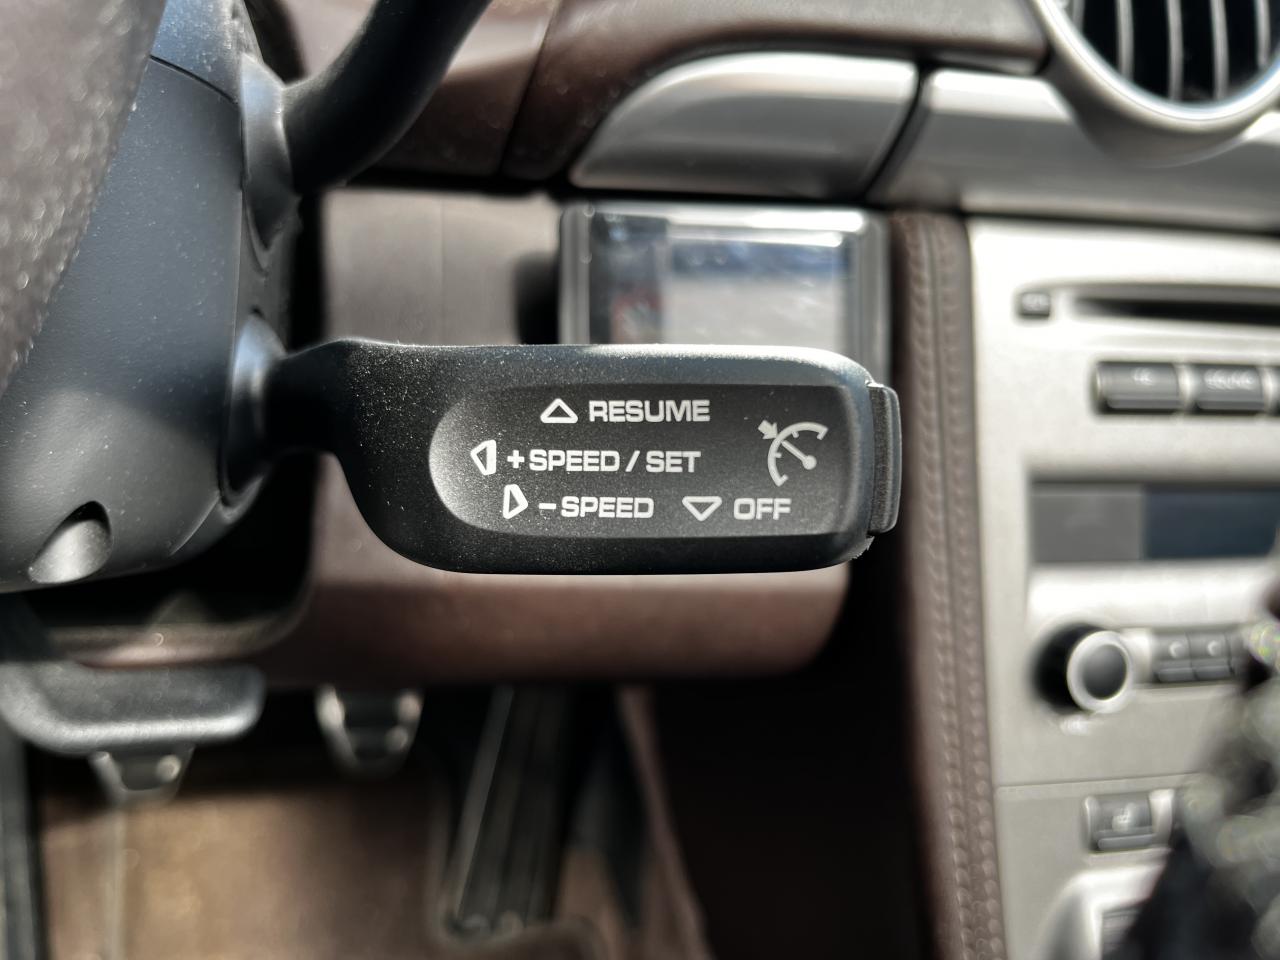 RESUME
+SPEED / SET
–SPEED OFF